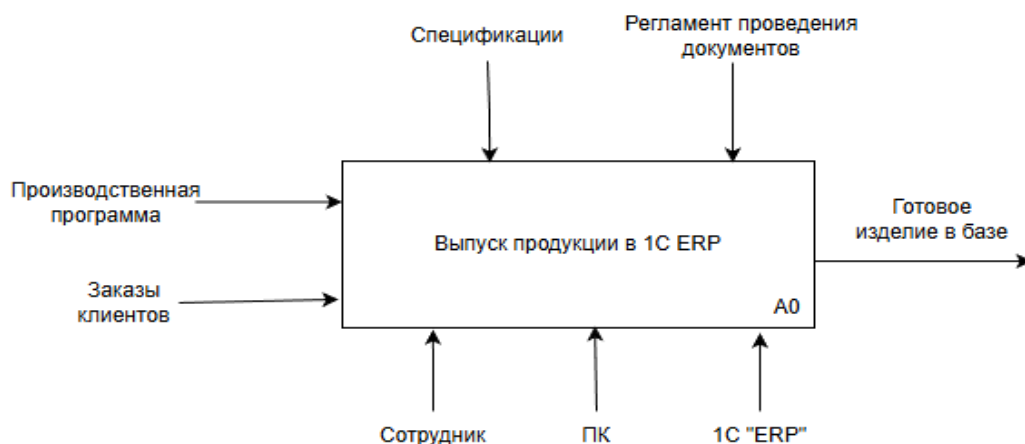 Спецификации
Регламент проведения
документов
Производственная
программа
Заказы
клиентов
Выпуск продукции в 1С ERP
A0
Готовое
изделие в базе
Сотрудник
ПК
1С "ERP"